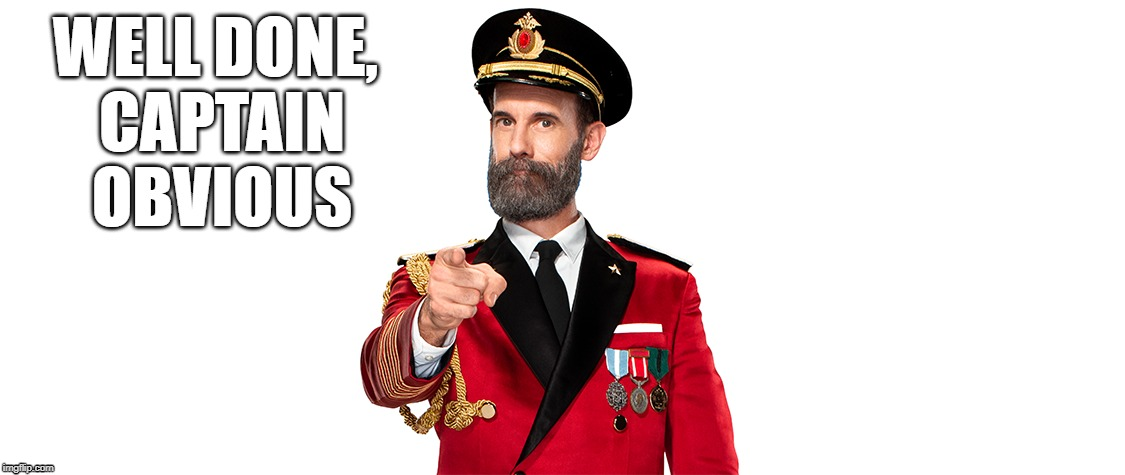 WELL DONE,
CAPTAIN
OBVIOUS
imgflip.com